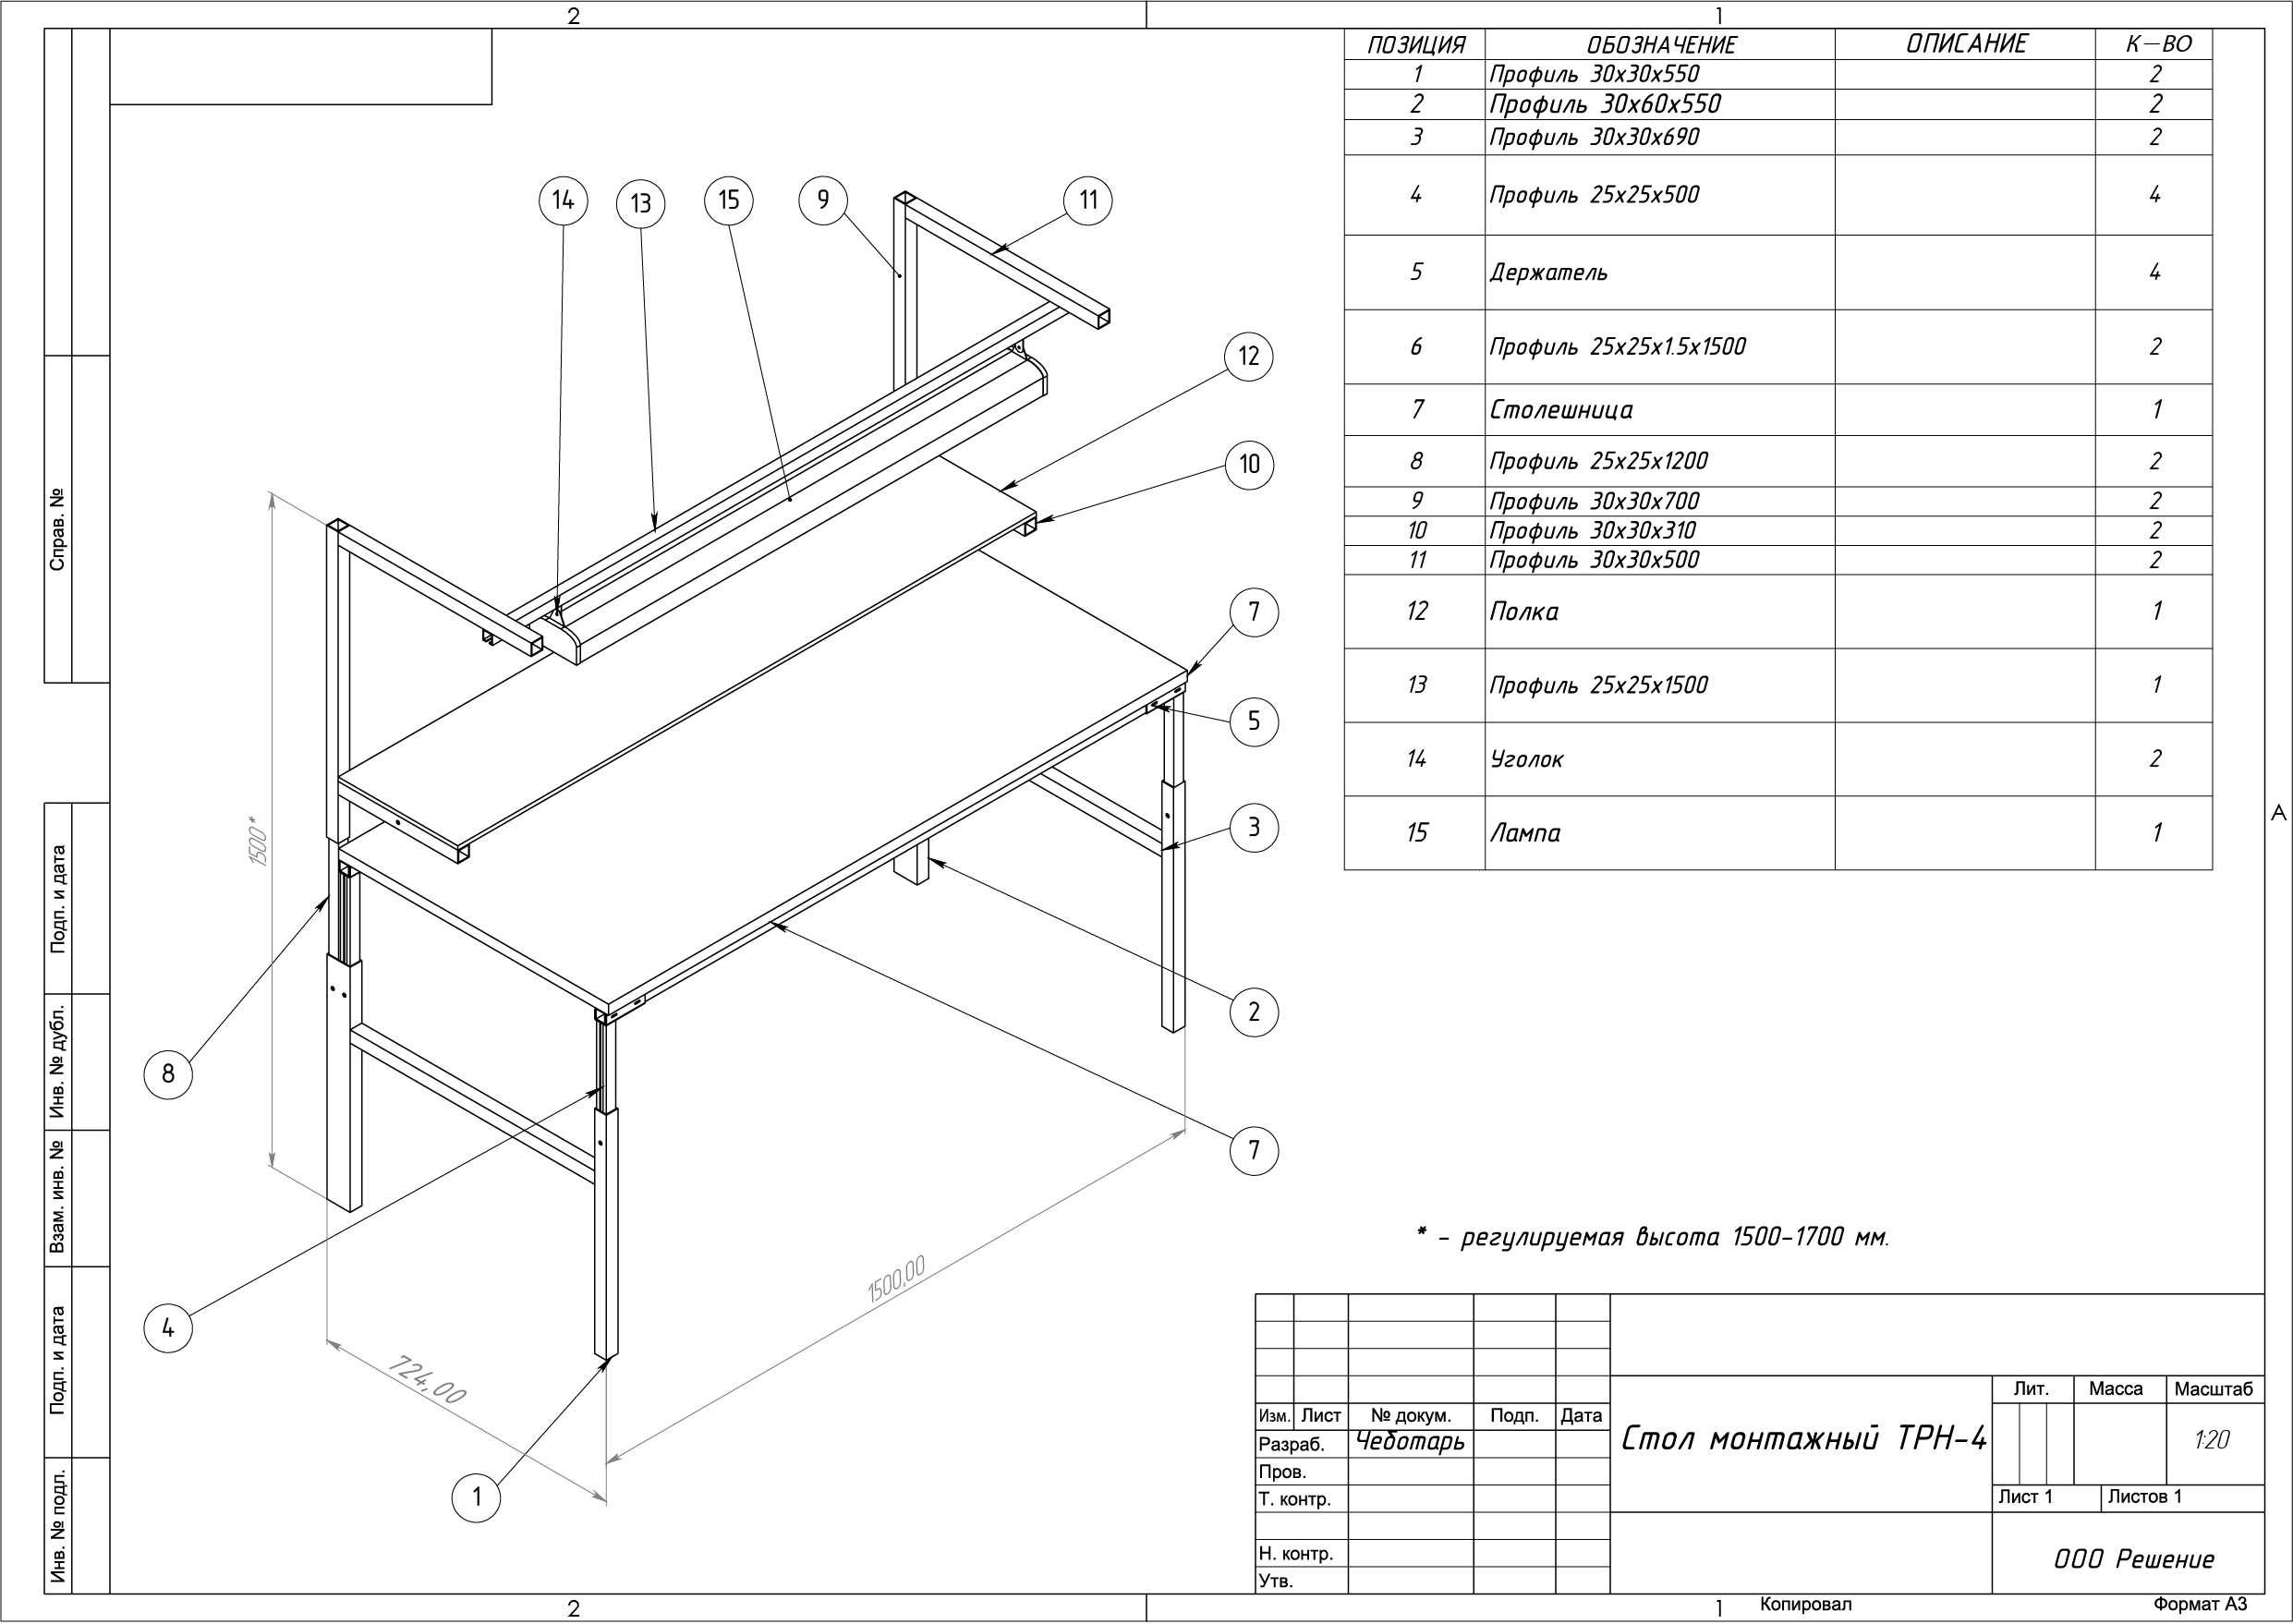 2
1
ПОЗИЦИЯ ОБОЗНАЧЕНИЕ ОПИСАНИЕ К-ВО
1 Профиль 30х30х550 2
2 Профиль 30х60х550 2
3 Профиль 30х30х690 2
4 Профиль 25х25х500 4
5 Держатель 4
6 Профиль 25х25х1.5х1500 2
7 Столешница 1
8 Профиль 25х25х1200 2
9 Профиль 30х30х700 2
10 Профиль 30х30х310 2
11 Профиль 30х30х500 2
12 Полка 1
13 Профиль 25х25х1500 1
14 Уголок 2
15 Лампа 1
14
13
15
9
11
12
10
7
5
3
2
7
8
4
1
1500*
724,00
1500,00
A
Справ. №
Подп. и дата
Инв. № дубл.
Взам. инв. №
Подп. и дата
Инв. № подл.
* - регулируемая высота 1500-1700 мм.
Изм. Лист № докум. Подп. Дата
Разраб. Чеботарь
Пров.
Т. контр.
Н. контр.
Утв.
Стол монтажный ТРН-4
Лит. Масса Масштаб
1:20
Лист 1 Листов 1
ООО Решение
2
1
Копировал
Формат А3